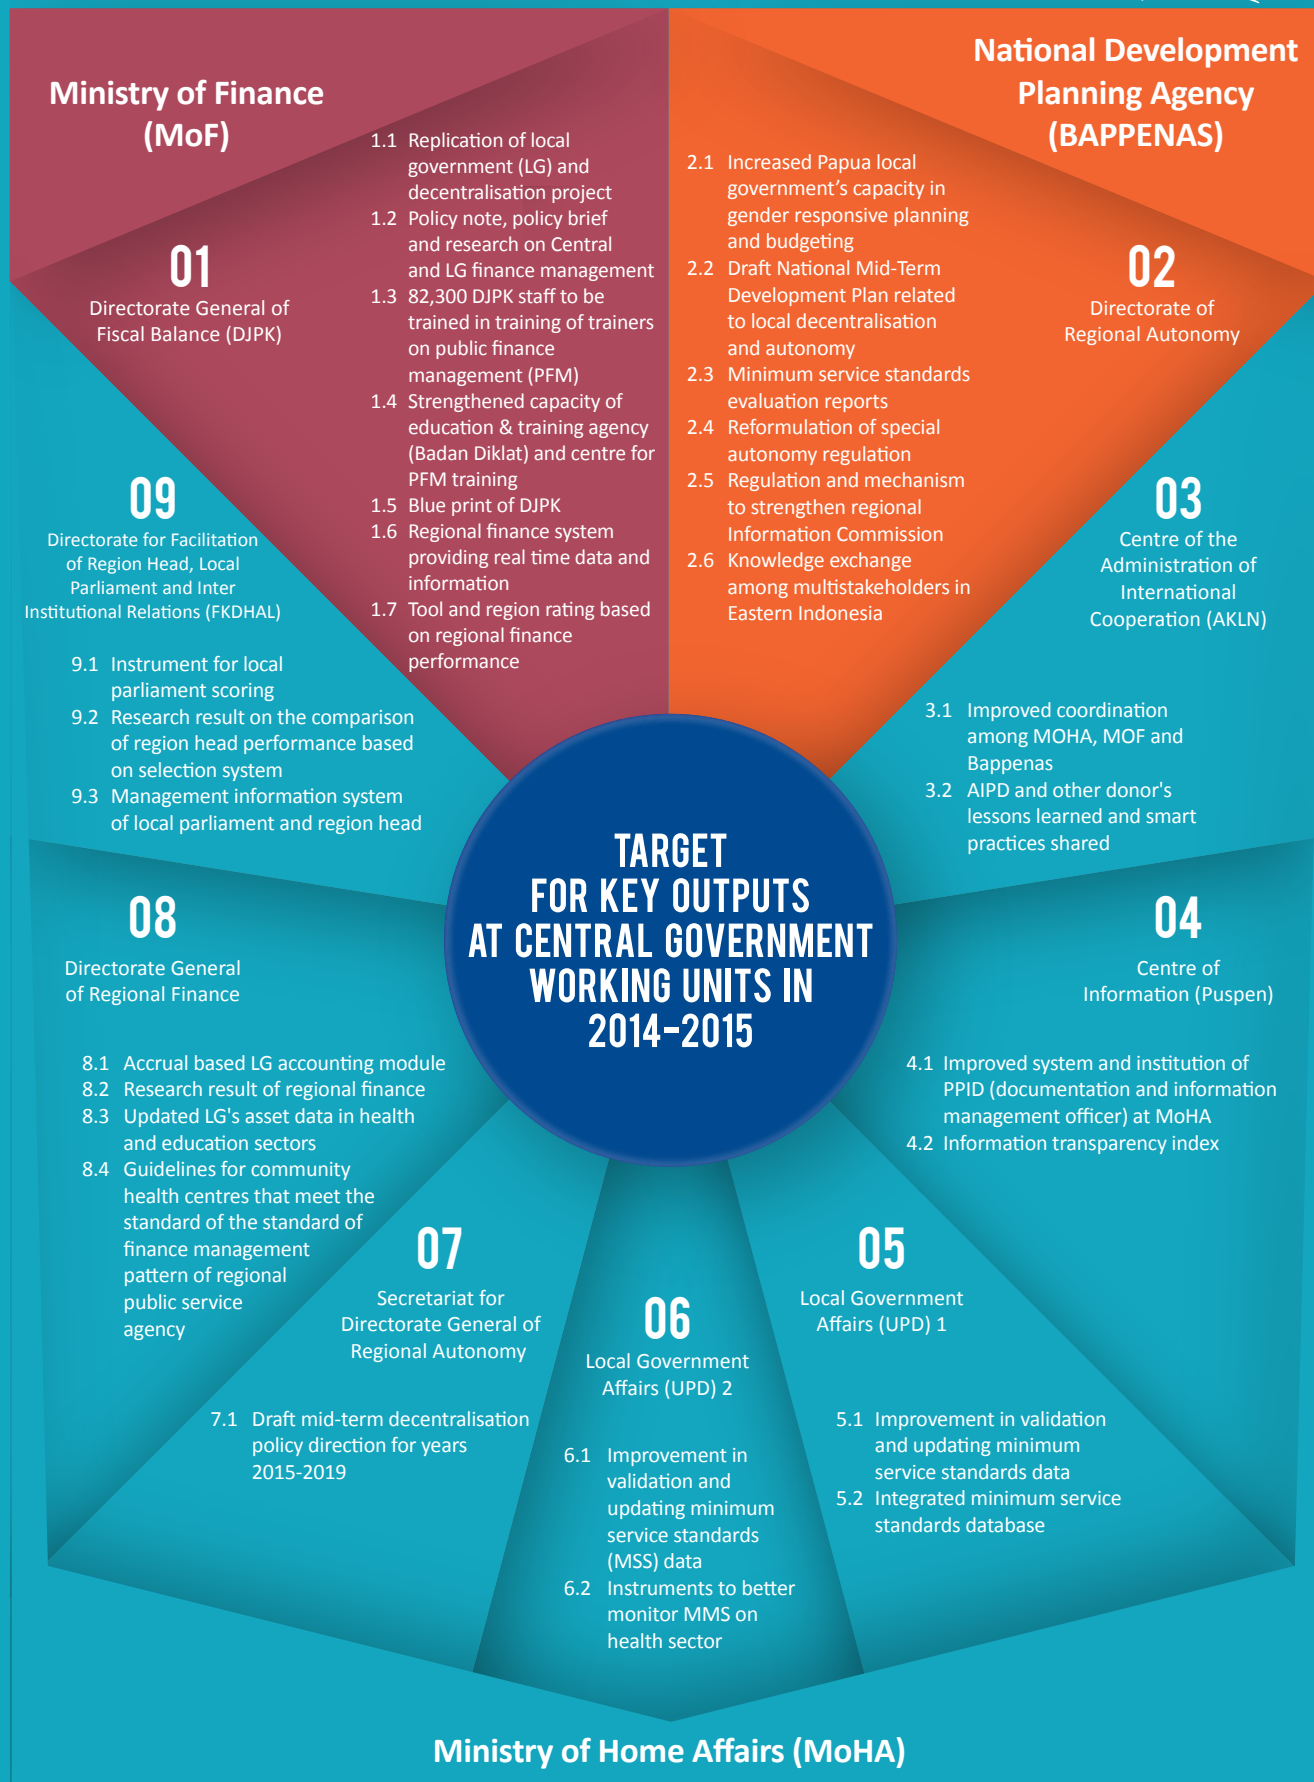 Ministry of Finance
(MoF)
National Development
Planning Agency
(BAPPENAS)
01
Directorate General of
Fiscal Balance (DJPK)
1.1 Replication of local
government (LG) and
decentralisation project
1.2 Policy note, policy brief
and research on Central
and LG finance management
1.3 82,300 DJPK staff to be
trained in training of trainers
on public finance
management (PFM)
1.4 Strengthened capacity of
education & training agency
(Badan Diklat) and centre for
PFM training
1.5 Blue print of DJPK
1.6 Regional finance system
providing real time data and
information
1.7 Tool and region rating based
on regional finance
performance
02
Directorate of
Regional Autonomy
2.1 Increased Papua local
government's capacity in
gender responsive planning
and budgeting
2.2 Draft National Mid-Term
Development Plan related
to local decentralisation
and autonomy
2.3 Minimum service standards
evaluation reports
2.4 Reformulation of special
autonomy regulation
2.5 Regulation and mechanism
to strengthen regional
Information Commission
2.6 Knowledge exchange
among multistakeholders in
Eastern Indonesia
03
Centre of the
Administration of
International
Cooperation (AKLN)
3.1 Improved coordination
among MOHA, MOF and
Bappenas
3.2 AIPD and other donor's
lessons learned and smart
practices shared
09
Directorate for Facilitation
of Region Head, Local
Parliament and Inter
Institutional Relations (FKDHAL)
9.1 Instrument for local
parliament scoring
9.2 Research result on the comparison
of region head performance based
on selection system
9.3 Management information system
of local parliament and region head
TARGET
FOR KEY OUTPUTS
AT CENTRAL GOVERNMENT
WORKING UNITS IN
2014-2015
08
Directorate General
of Regional Finance
8.1 Accrual based LG accounting module
8.2 Research result of regional finance
8.3 Updated LG's asset data in health
and education sectors
8.4 Guidelines for community
health centres that meet the
standard of the standard of
finance management
pattern of regional
public service
agency
04
Centre of
Information (Puspen)
4.1 Improved system and institution of
PPID (documentation and information
management officer) at MoHA
4.2 Information transparency index
07
Secretariat for
Directorate General of
Regional Autonomy
7.1 Draft mid-term decentralisation
policy direction for years
2015-2019
06
Local Government
Affairs (UPD) 2
6.1 Improvement in
validation and
updating minimum
service standards
(MSS) data
6.2 Instruments to better
monitor MMS on
health sector
05
Local Government
Affairs (UPD) 1
5.1 Improvement in validation
and updating minimum
service standards data
5.2 Integrated minimum service
standards database
Ministry of Home Affairs (MoHA)